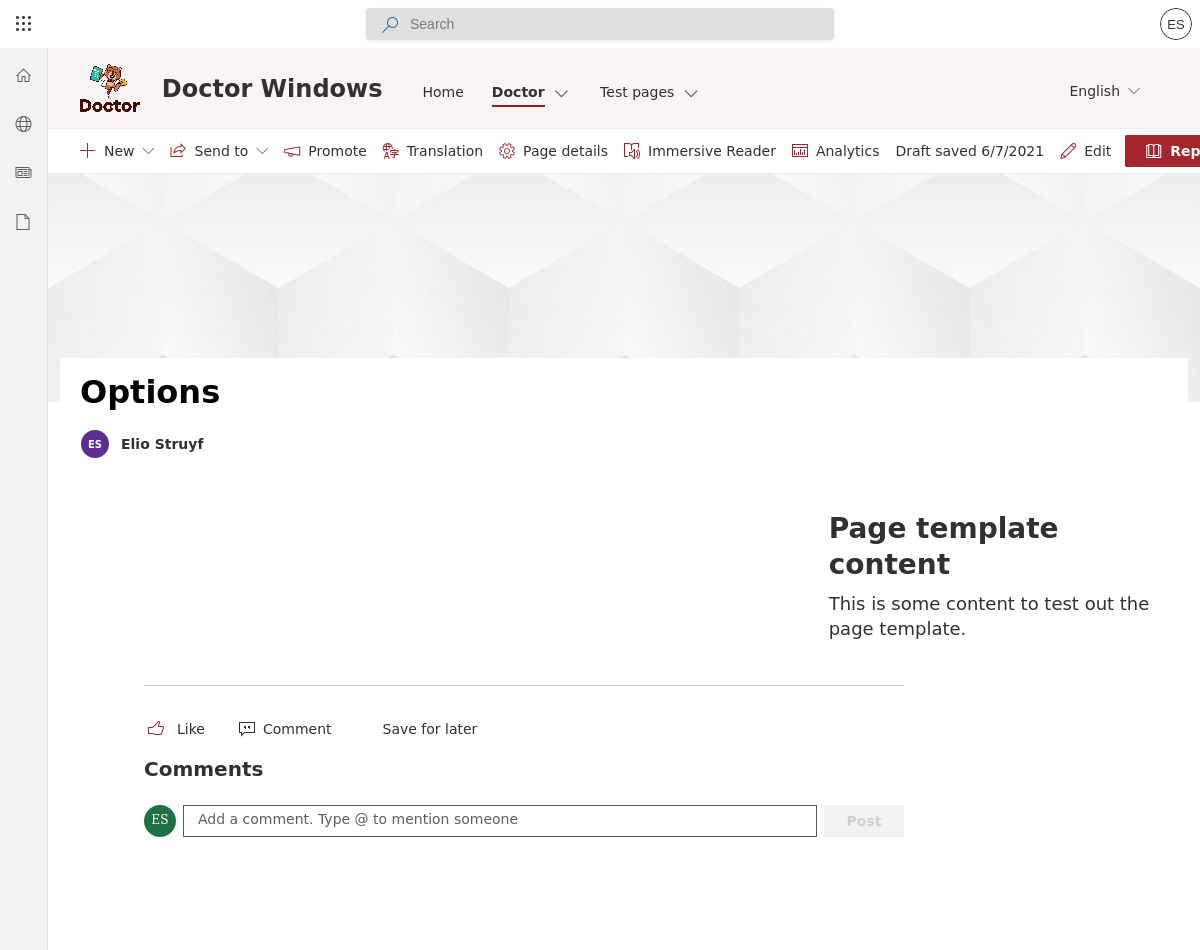 Search
ES
Doctor
Doctor Windows
Home
Doctor
Test pages
English
New
Send to
Promote
Translation
Page details
Immersive Reader
Analytics
Draft saved 6/7/2021
Edit
Rep
Options
ES
Elio Struyf
Page template
content
This is some content to test out the
page template.
Like
Comment
Save for later
Comments
ES
Add a comment. Type @ to mention someone
Post